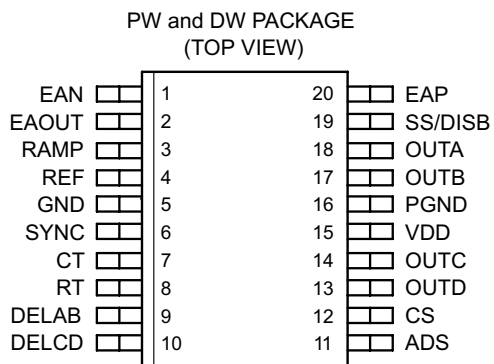 PW and DW PACKAGE
(TOP VIEW)
EAN 1 20 EAP
EAOUT 2 19 SS/DISB
RAMP 3 18 OUTA
REF 4 17 OUTB
GND 5 16 PGND
SYNC 6 15 VDD
CT 7 14 OUTC
RT 8 13 OUTD
DELAB 9 12 CS
DELCD 10 11 ADS